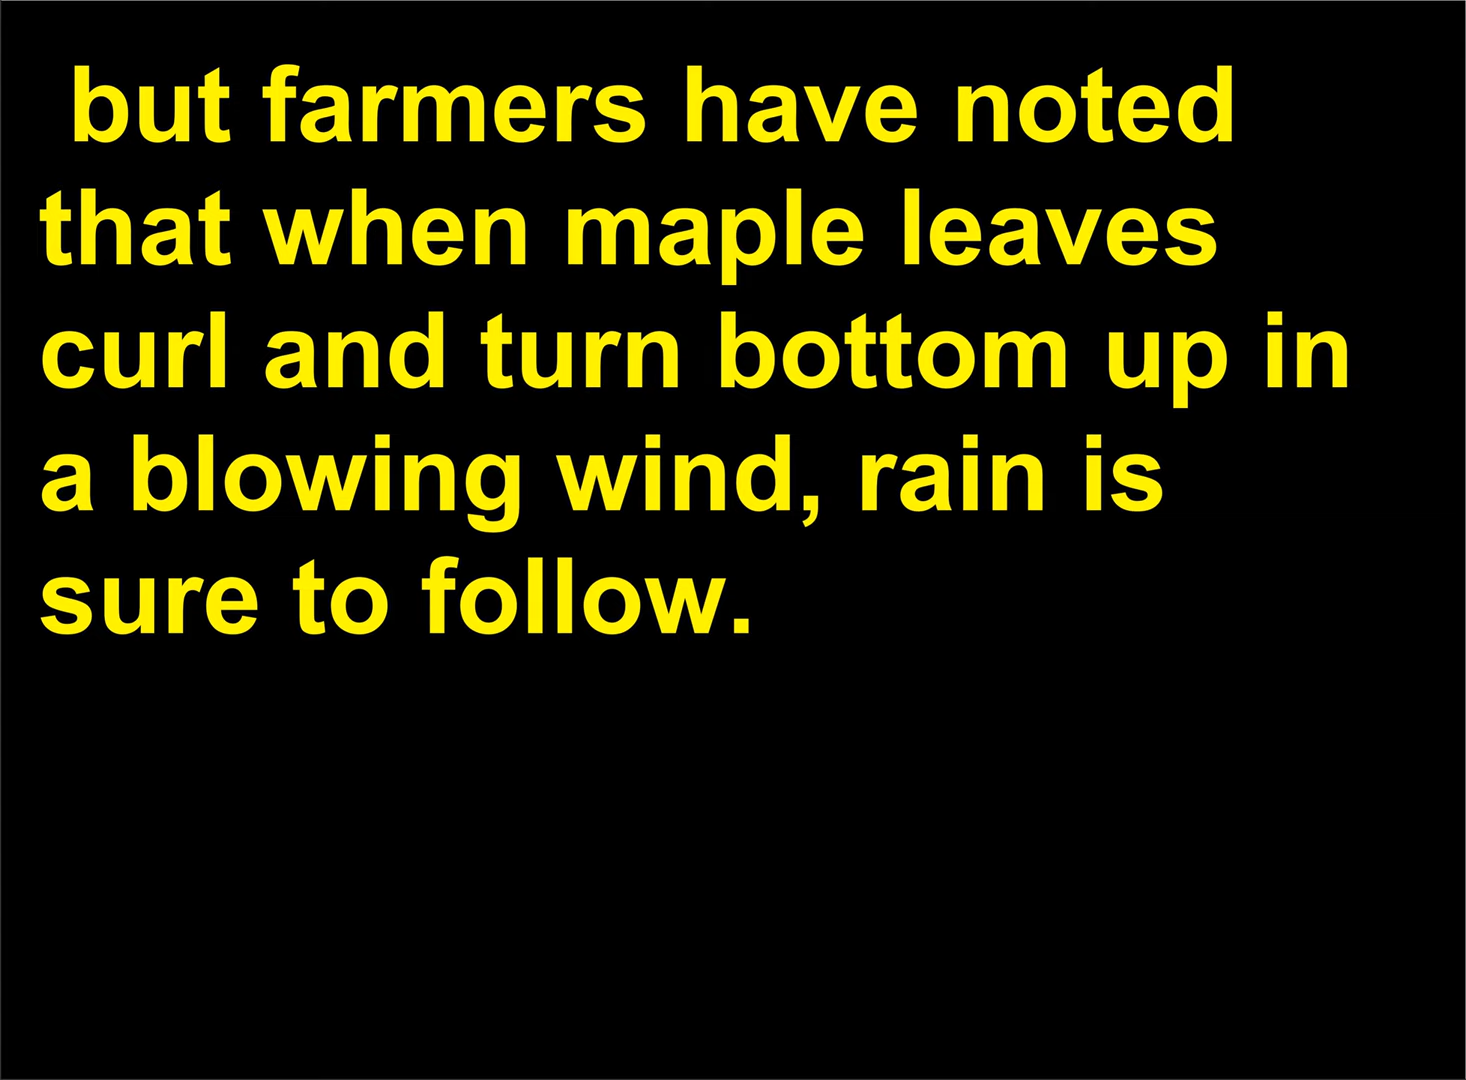 but farmers have noted
that when maple leaves
curl and turn bottom up in
a blowing wind, rain is
sure to follow.